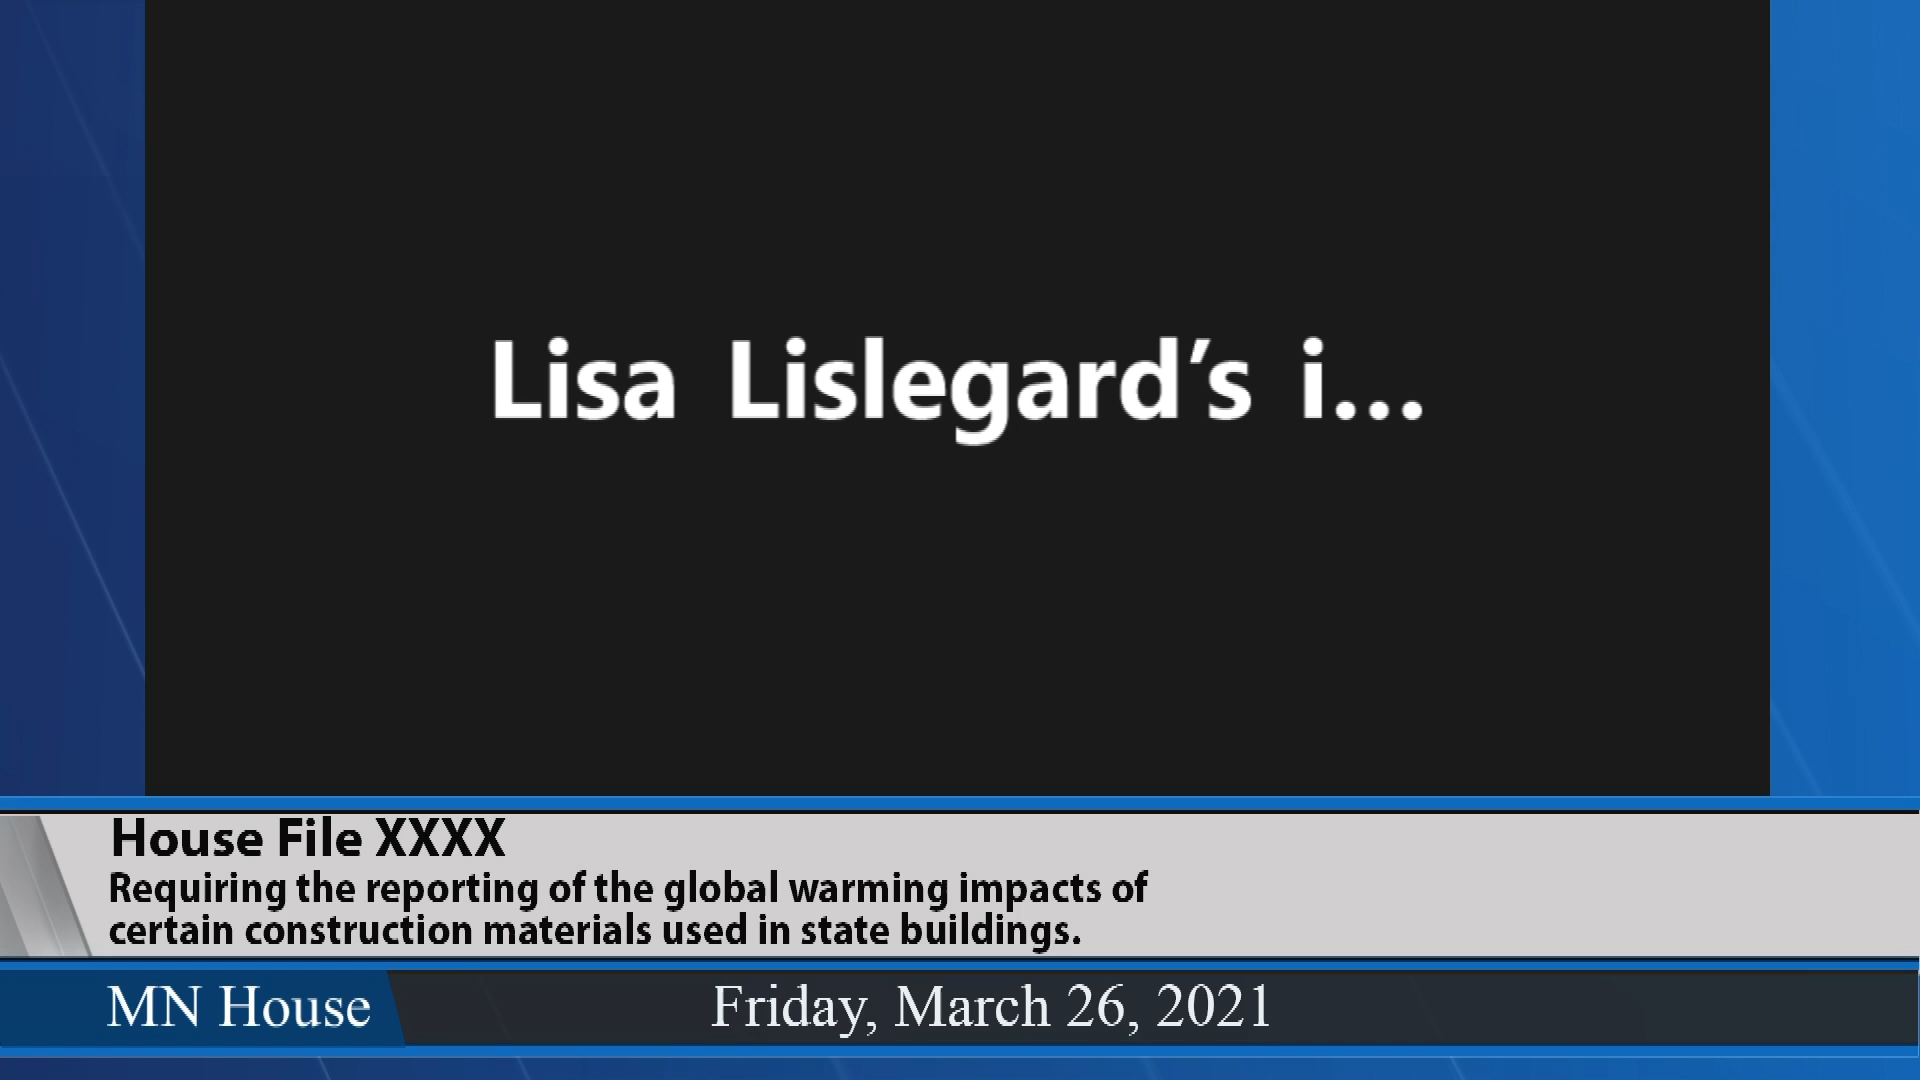 Lisa Lislegard’s i...
House File XXXX
Requiring the reporting of the global warming impacts of
certain construction materials used in state buildings.
MN House
Friday, March 26, 2021